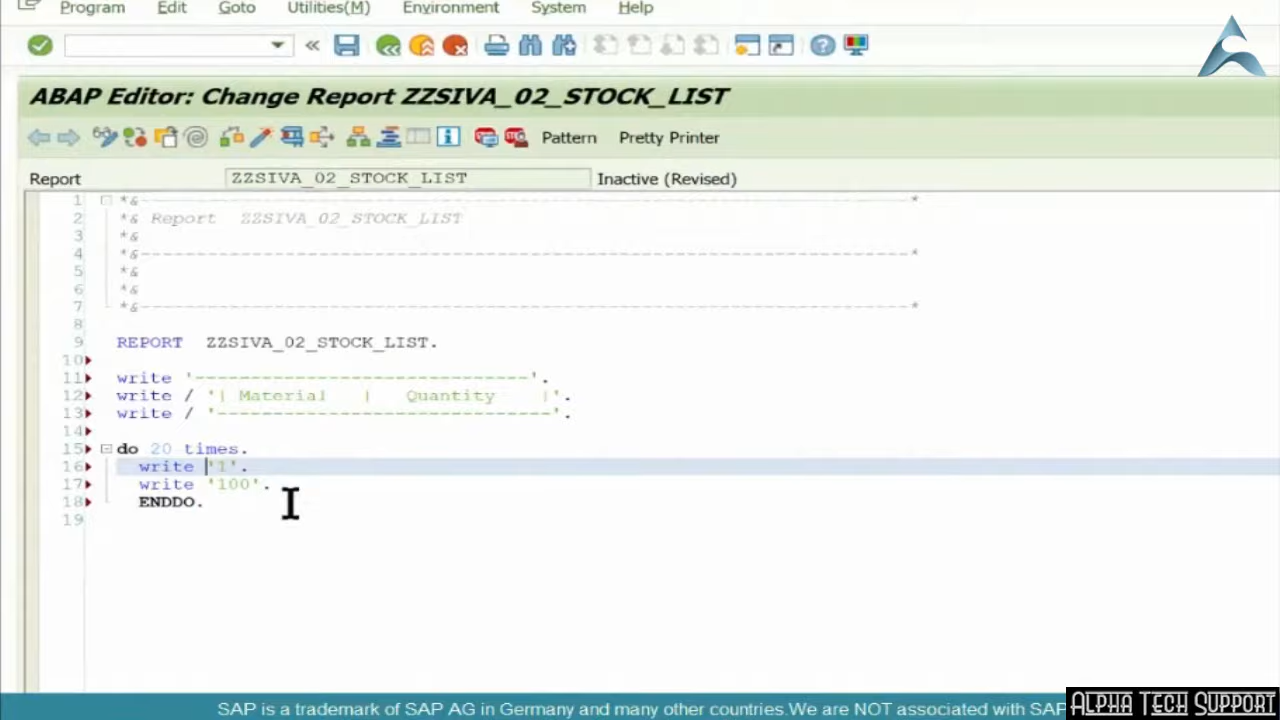 Program Edit Goto Utilities(M) Environment System Help
ABAP Editor: Change Report ZZSIVA_02_STOCK_LIST
Pattern Pretty Printer
Report ZZSIVA_02_STOCK_LIST Inactive (Revised)
1 *&---------------------------------------------------------------------*
2 *& Report ZZSIVA_02_STOCK_LIST
3 *&
4 *&---------------------------------------------------------------------*
5 *&
6 *&
7 *&---------------------------------------------------------------------*
8
9 REPORT ZZSIVA_02_STOCK_LIST.
10
11 write '------------------------------'.
12 write / '| Material | Quantity |'.
13 write / '------------------------------'.
14
15 do 20 times.
16 write '1'.
17 write '100'.
18 ENDDO.
19
SAP is a trademark of SAP AG in Germany and many other countries.We are NOT associated with SAP
ALPHA TECH SUPPORT